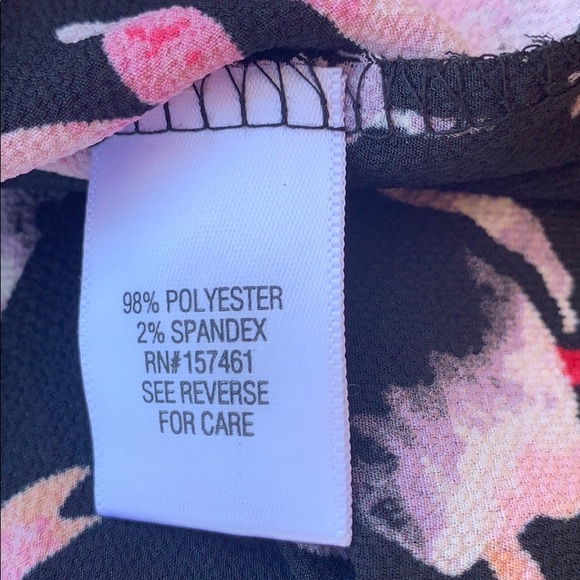 98% POLYESTER
2% SPANDEX
RN#157461
SEE REVERSE
FOR CARE